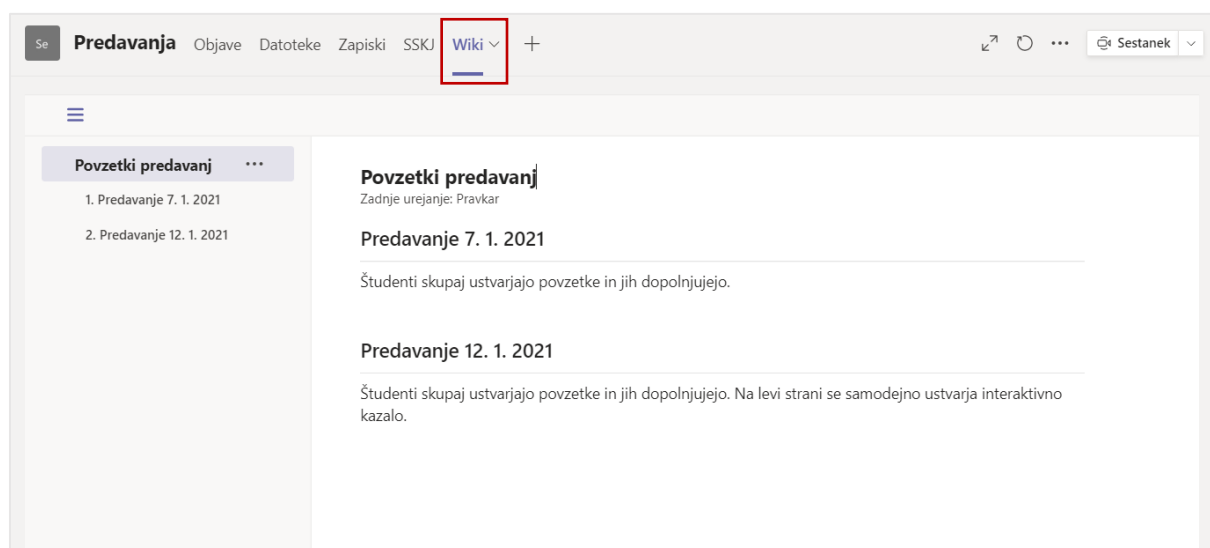 Se Predavanja Objave Datoteke Zapiski SSKJ Wiki Sestanek
Povzetki predavanj
1. Predavanje 7. 1. 2021
2. Predavanje 12. 1. 2021
Povzetki predavanj
Zadnje urejanje: Pravkar
Predavanje 7. 1. 2021
Študenti skupaj ustvarjajo povzetke in jih dopolnjujejo.
Predavanje 12. 1. 2021
Študenti skupaj ustvarjajo povzetke in jih dopolnjujejo. Na levi strani se samodejno ustvarja interaktivno
kazalo.